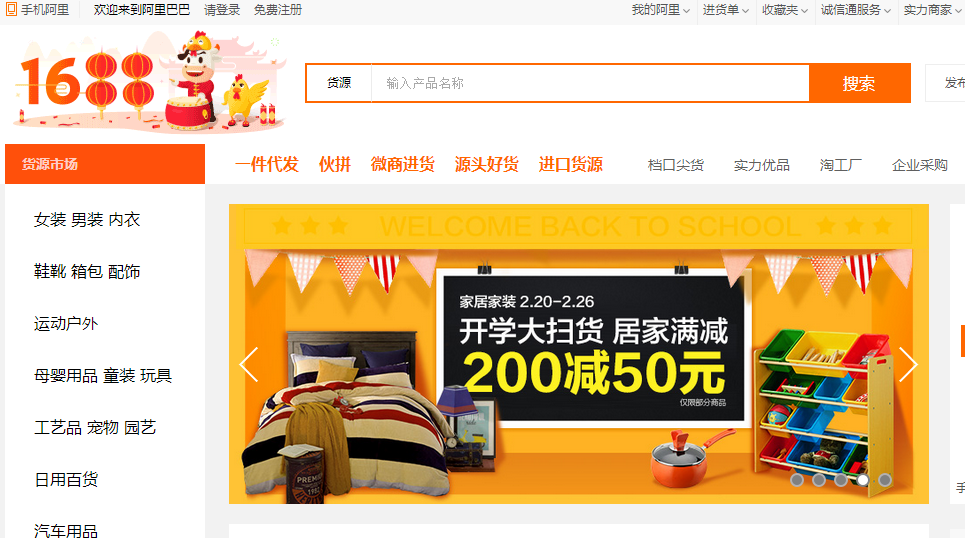 手机阿里 欢迎来到阿里巴巴 请登录 免费注册 我的阿里 进货单 收藏夹 诚信通服务 实力商家
1688
货源 输入产品名称 搜索 发布
货源市场 一件代发 伙拼 微商进货 源头好货 进口货源 档口尖货 实力优品 淘工厂 企业采购
女装 男装 内衣
鞋靴 箱包 配饰
运动户外
母婴用品 童装 玩具
工艺品 宠物 园艺
日用百货
汽车用品
WELCOME BACK TO SCHOOL
家居家装 2.20-2.26
开学大扫货 居家满减
200减50元
仅限部分商品
PREMIUM
手